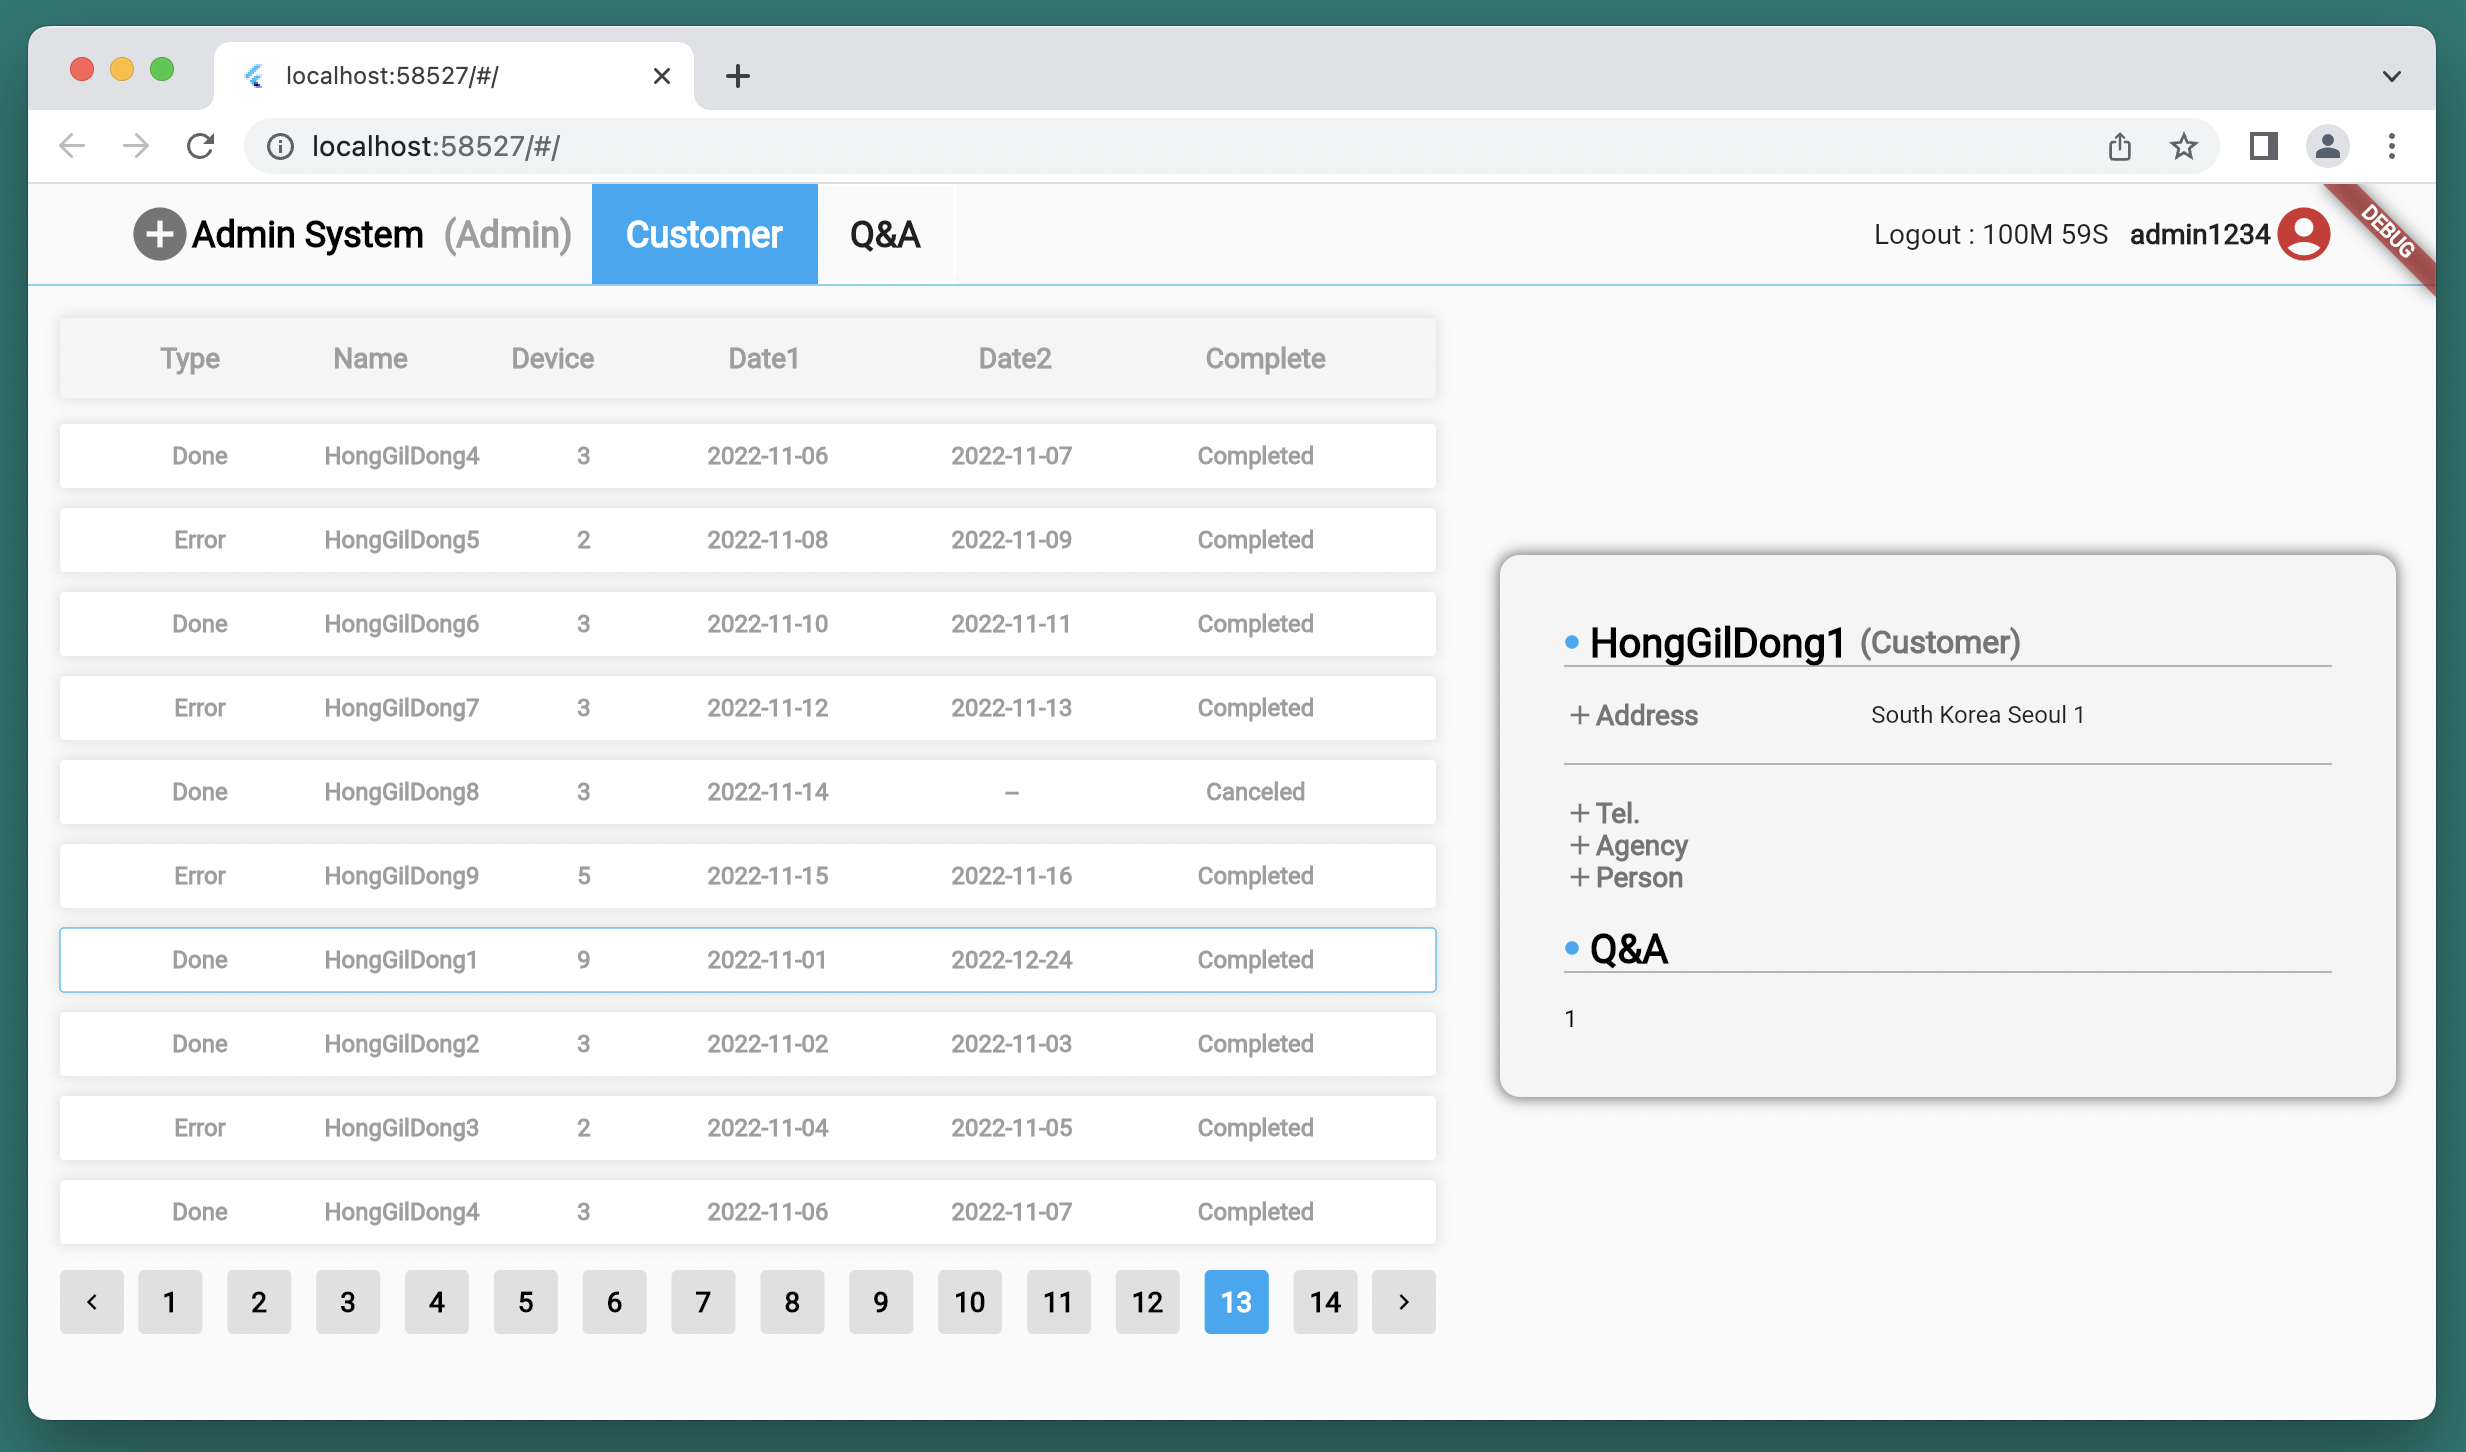 localhost:58527/#/
localhost:58527/#/
Admin System (Admin) Customer Q&A Logout : 100M 59S admin1234 DEBUG
Type Name Device Date1 Date2 Complete
Done HongGilDong4 3 2022-11-06 2022-11-07 Completed
Error HongGilDong5 2 2022-11-08 2022-11-09 Completed
Done HongGilDong6 3 2022-11-10 2022-11-11 Completed
Error HongGilDong7 3 2022-11-12 2022-11-13 Completed
Done HongGilDong8 3 2022-11-14 – Canceled
Error HongGilDong9 5 2022-11-15 2022-11-16 Completed
Done HongGilDong1 9 2022-11-01 2022-12-24 Completed
Done HongGilDong2 3 2022-11-02 2022-11-03 Completed
Error HongGilDong3 2 2022-11-04 2022-11-05 Completed
Done HongGilDong4 3 2022-11-06 2022-11-07 Completed
< 1 2 3 4 5 6 7 8 9 10 11 12 13 14 >
HongGilDong1 (Customer)
+ Address South Korea Seoul 1
+ Tel.
+ Agency
+ Person
Q&A
1